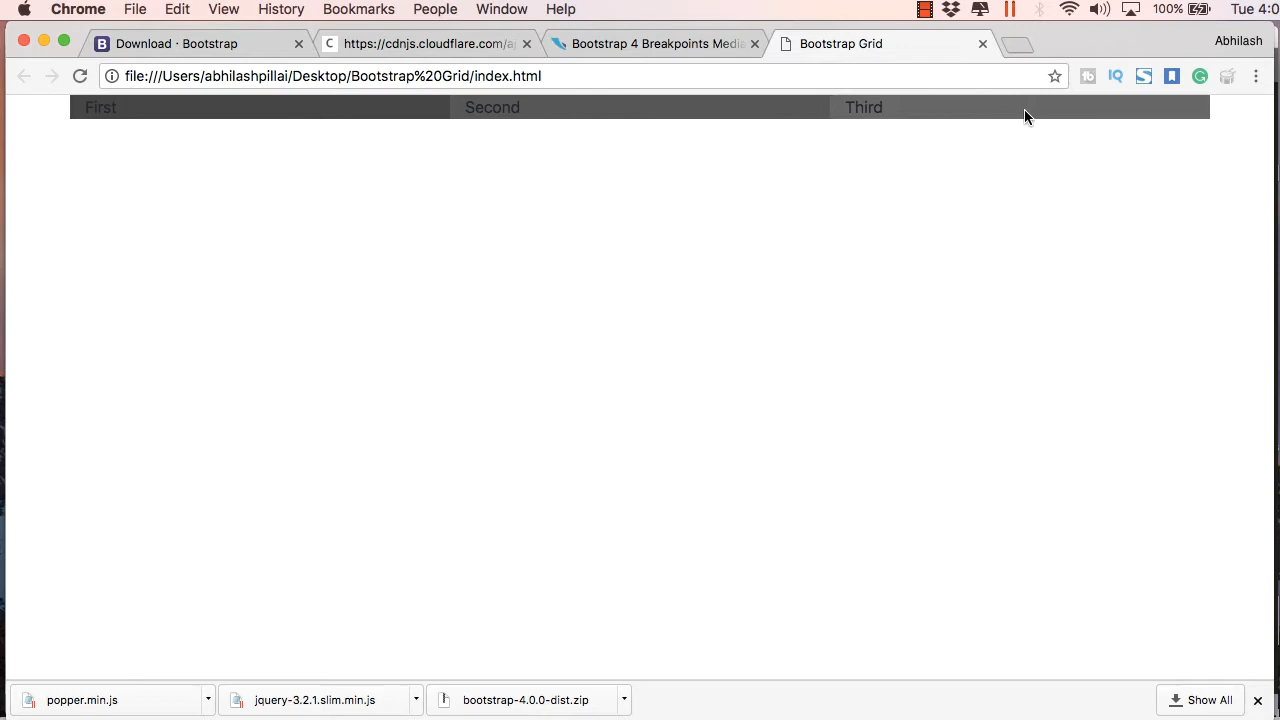 Chrome File Edit View History Bookmarks People Window Help 100% Tue 4:0
Download · Bootstrap https://cdnjs.cloudflare.com/a Bootstrap 4 Breakpoints Media Bootstrap Grid Abhilash
file:///Users/abhilashpillai/Desktop/Bootstrap%20Grid/index.html
First Second Third
popper.min.js jquery-3.2.1.slim.min.js bootstrap-4.0.0-dist.zip Show All